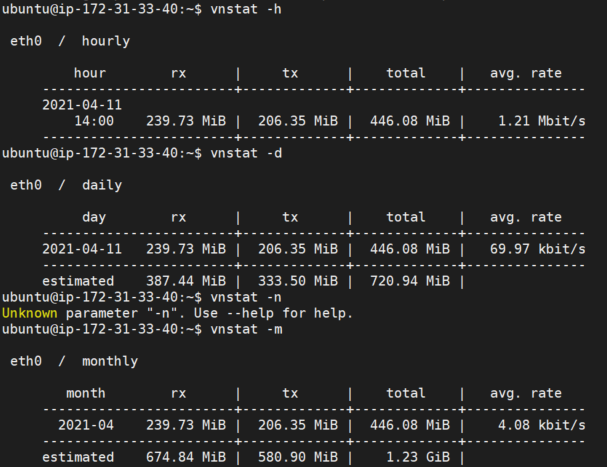 ubuntu@ip-172-31-33-40:~$ vnstat -h
eth0  /  hourly
hour        rx      |     tx      |    total    |   avg. rate
------------------------+-------------+-------------+---------------
2021-04-11
14:00    239.73 MiB |  206.35 MiB |  446.08 MiB |    1.21 Mbit/s
------------------------+-------------+-------------+---------------
ubuntu@ip-172-31-33-40:~$ vnstat -d
eth0  /  daily
day         rx      |     tx      |    total    |   avg. rate
------------------------+-------------+-------------+---------------
2021-04-11   239.73 MiB |  206.35 MiB |  446.08 MiB |   69.97 kbit/s
------------------------+-------------+-------------+---------------
estimated    387.44 MiB |  333.50 MiB |  720.94 MiB |
ubuntu@ip-172-31-33-40:~$ vnstat -n
Unknown parameter "-n". Use --help for help.
ubuntu@ip-172-31-33-40:~$ vnstat -m
eth0  /  monthly
month        rx      |     tx      |    total    |   avg. rate
------------------------+-------------+-------------+---------------
2021-04    239.73 MiB |  206.35 MiB |  446.08 MiB |    4.08 kbit/s
------------------------+-------------+-------------+---------------
estimated    674.84 MiB |  580.90 MiB |    1.23 GiB |